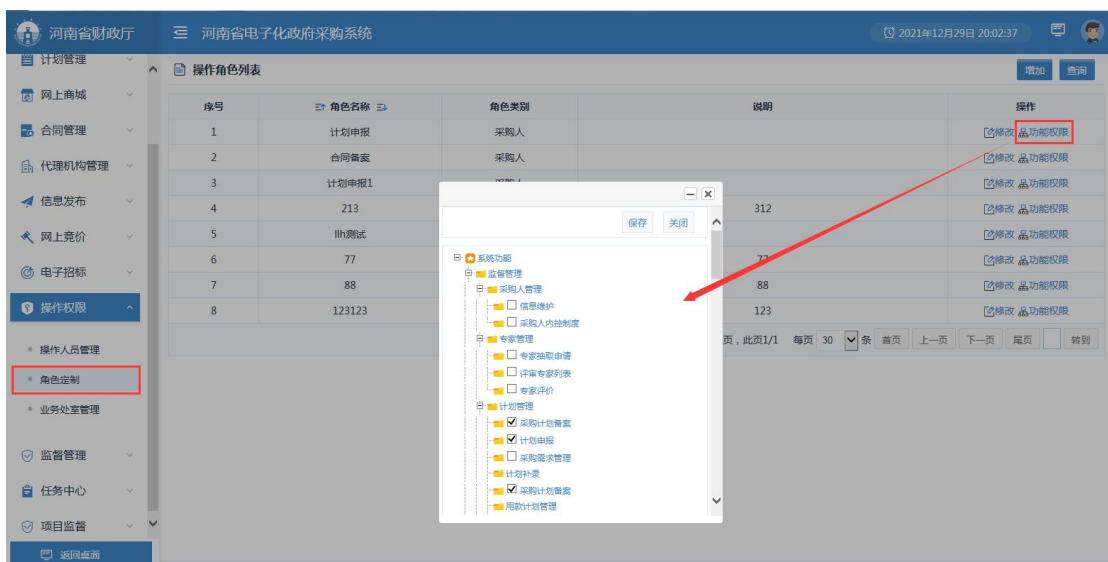 河南省财政厅
河南省电子化政府采购系统
2021年12月29日 20:02:37
计划管理
网上商城
合同管理
代理机构管理
信息发布
网上竞价
电子招标
操作权限
操作人员管理
角色定制
业务处室管理
监督管理
任务中心
项目监督
返回桌面
操作角色列表
增加 查询
序号 角色名称 角色类别 说明 操作
1 计划申报 采购人 修改 功能权限
2 合同备案 采购人 修改 功能权限
3 计划申报1 修改 功能权限
4 213 312 修改 功能权限
5 llh测试 修改 功能权限
6 77 77 修改 功能权限
7 88 88 修改 功能权限
8 123123 123 修改 功能权限
页，此页1/1 每页 30 条 首页 上一页 下一页 尾页 转到
保存 关闭
系统功能
监督管理
采购人管理
信息维护
采购人内控制度
专家管理
专家抽取申请
评审专家列表
专家评价
计划管理
采购计划备案
计划申报
采购需求管理
计划补录
采购计划备案
用款计划管理